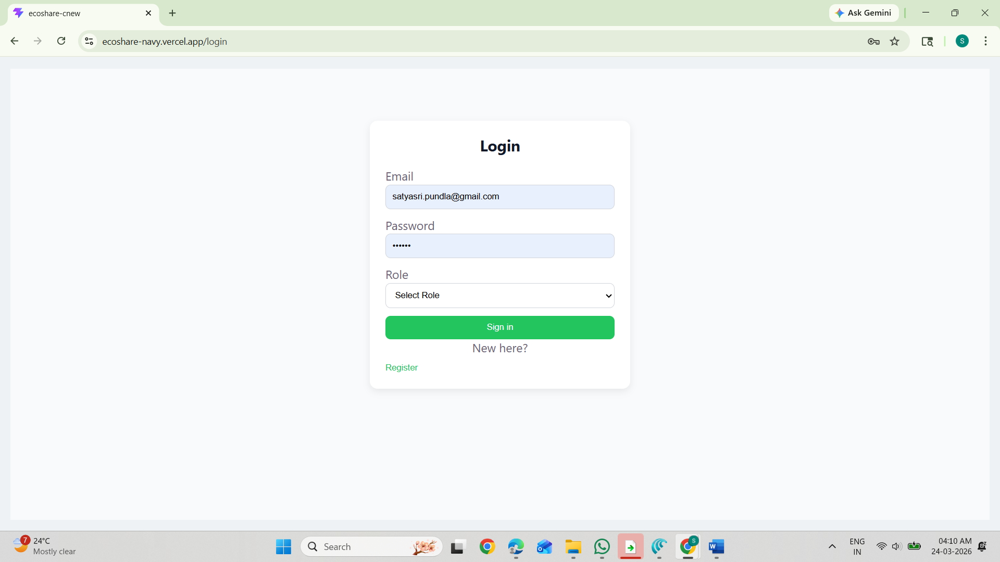 ecoshare-cnew
Ask Gemini
ecoshare-navy.vercel.app/login
S
Login
Email
satyasri.pundla@gmail.com
Password
••••••
Role
Select Role
Sign in
New here?
Register
7
24°C
Mostly clear
Search
S
W
ENG
IN
04:10 AM
24-03-2026